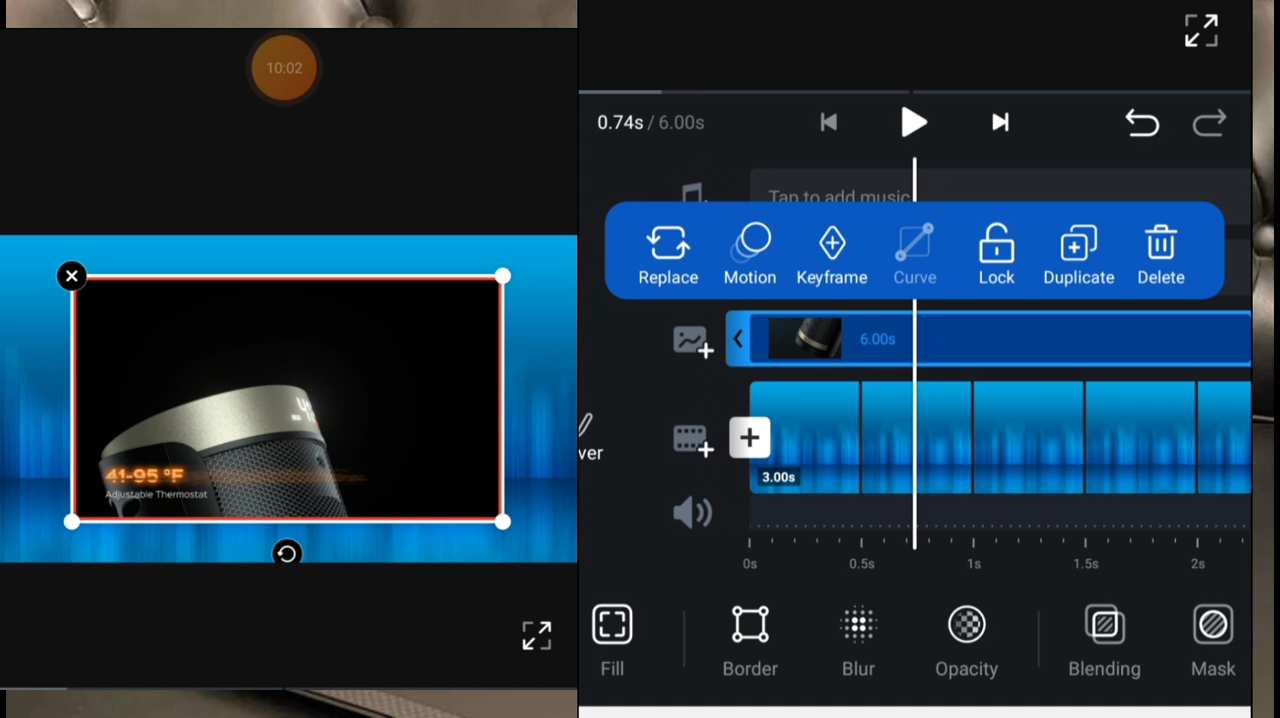 10:02
41-95 °F
Adjustable Thermostat
0.74s / 6.00s
Tap to add music
Replace
Motion
Keyframe
Curve
Lock
Duplicate
Delete
6.00s
ver
3.00s
0s
0.5s
1s
1.5s
2s
Fill
Border
Blur
Opacity
Blending
Mask